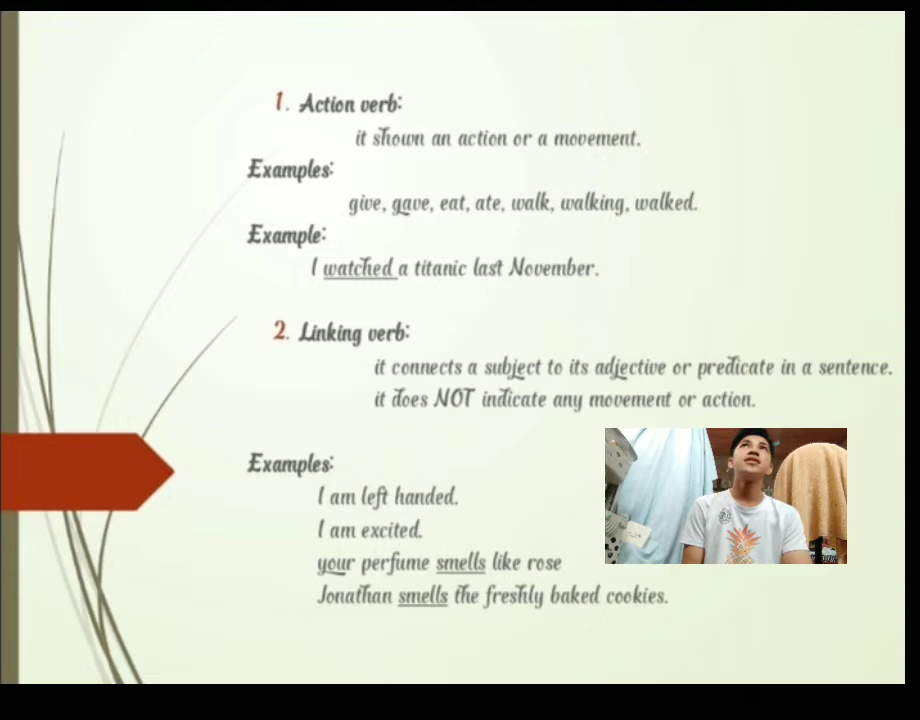 1. Action verb:
it shown an action or a movement.
Examples:
give, gave, eat, ate, walk, walking, walked.
Example:
I watched a titanic last November.
2. Linking verb:
it connects a subject to its adjective or predicate in a sentence.
it does NOT indicate any movement or action.
Examples:
I am left handed.
I am excited.
your perfume smells like rose
Jonathan smells the freshly baked cookies.